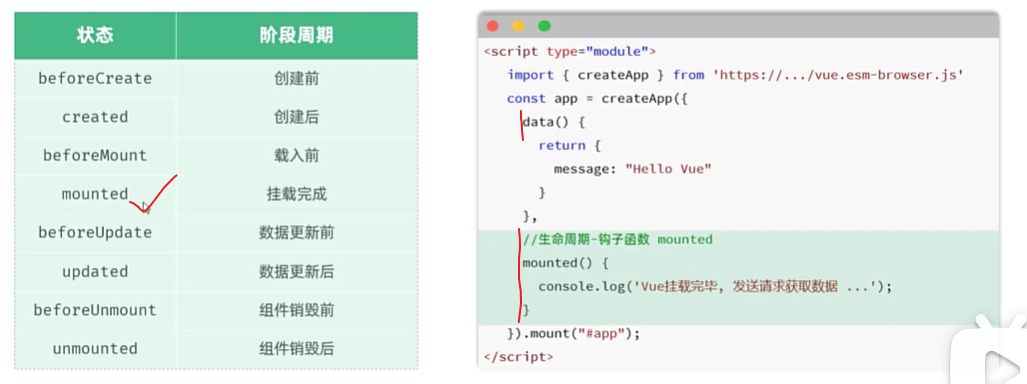 状态 阶段周期
beforeCreate 创建前
created 创建后
beforeMount 载入前
mounted 挂载完成
beforeUpdate 数据更新前
updated 数据更新后
beforeUnmount 组件销毁前
unmounted 组件销毁后
<script type="module">
import { createApp } from 'https://.../vue.esm-browser.js'
const app = createApp({
data() {
return {
message: "Hello Vue"
}
},
//生命周期-钩子函数 mounted
mounted() {
console.log('Vue挂载完毕, 发送请求获取数据 ...');
}
}).mount("#app");
</script>